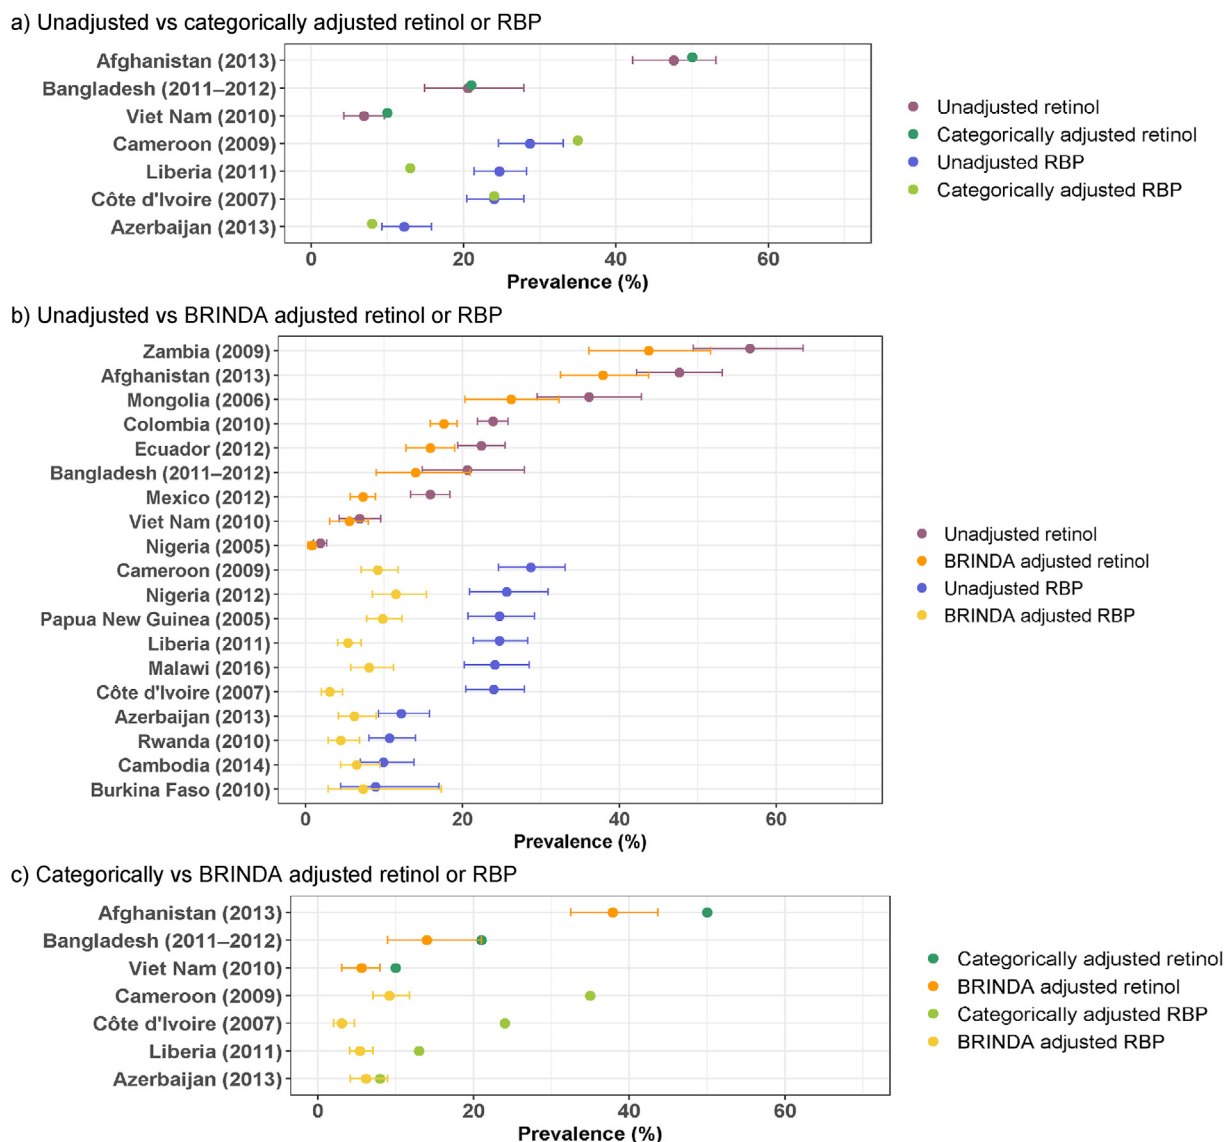 a) Unadjusted vs categorically adjusted retinol or RBP
Afghanistan (2013)
Bangladesh (2011–2012)
Viet Nam (2010)
Cameroon (2009)
Liberia (2011)
Côte d'Ivoire (2007)
Azerbaijan (2013)
0 20 40 60
Prevalence (%)
Unadjusted retinol
Categorically adjusted retinol
Unadjusted RBP
Categorically adjusted RBP
b) Unadjusted vs BRINDA adjusted retinol or RBP
Zambia (2009)
Afghanistan (2013)
Mongolia (2006)
Colombia (2010)
Ecuador (2012)
Bangladesh (2011–2012)
Mexico (2012)
Viet Nam (2010)
Nigeria (2005)
Cameroon (2009)
Nigeria (2012)
Papua New Guinea (2005)
Liberia (2011)
Malawi (2016)
Côte d'Ivoire (2007)
Azerbaijan (2013)
Rwanda (2010)
Cambodia (2014)
Burkina Faso (2010)
0 20 40 60
Prevalence (%)
Unadjusted retinol
BRINDA adjusted retinol
Unadjusted RBP
BRINDA adjusted RBP
c) Categorically vs BRINDA adjusted retinol or RBP
Afghanistan (2013)
Bangladesh (2011–2012)
Viet Nam (2010)
Cameroon (2009)
Côte d'Ivoire (2007)
Liberia (2011)
Azerbaijan (2013)
0 20 40 60
Prevalence (%)
Categorically adjusted retinol
BRINDA adjusted retinol
Categorically adjusted RBP
BRINDA adjusted RBP